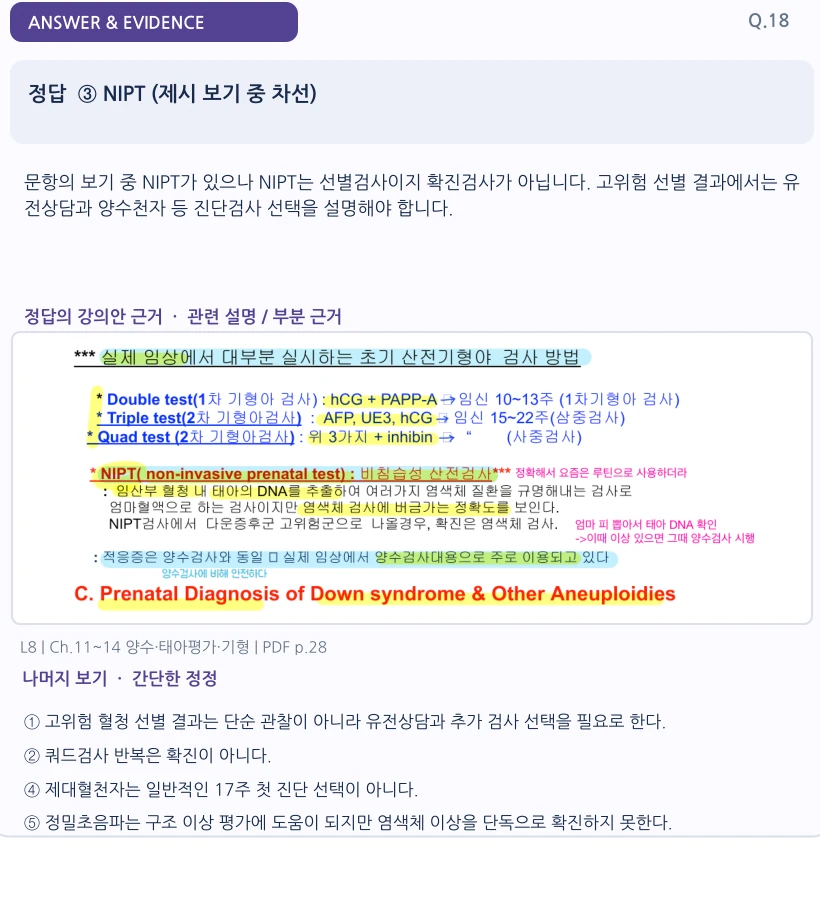 ANSWER & EVIDENCE
Q.18
정답 ③ NIPT (제시 보기 중 차선)
문항의 보기 중 NIPT가 있으나 NIPT는 선별검사이지 확진검사가 아닙니다. 고위험 선별 결과에서는 유
전상담과 양수천자 등 진단검사 선택을 설명해야 합니다.
정답의 강의안 근거 · 관련 설명 / 부분 근거
*** 실제 임상에서 대부분 실시하는 초기 산전기형아 검사 방법
* Double test(1차 기형아 검사) : hCG + PAPP-A → 임신 10~13주 (1차기형아 검사)
* Triple test(2차 기형아검사) : AFP, UE3, hCG → 임신 15~22주(삼중검사)
* Quad test (2차 기형아검사) : 위 3가지 + inhibin → “ (사중검사)
* NIPT( non-invasive prenatal test) : 비침습성 산전검사*** 정확해서 요즘은 루틴으로 사용하더라
: 임산부 혈청 내 태아의 DNA를 추출하여 여러가지 염색체 질환을 규명해내는 검사로
엄마혈액으로 하는 검사이지만 염색체 검사에 버금가는 정확도를 보인다.
NIPT검사에서 다운증후군 고위험군으로 나올경우, 확진은 염색체 검사. 엄마 피 뽑아서 태아 DNA 확인
->이때 이상 있으면 그때 양수검사 시행
: 적응증은 양수검사와 동일 □ 실제 임상에서 양수검사대용으로 주로 이용되고 있다
양수검사에 비해 안전하다
C. Prenatal Diagnosis of Down syndrome & Other Aneuploidies
L8 | Ch.11~14 양수·태아평가·기형 | PDF p.28
나머지 보기 · 간단한 정정
① 고위험 혈청 선별 결과는 단순 관찰이 아니라 유전상담과 추가 검사 선택을 필요로 한다.
② 쿼드검사 반복은 확진이 아니다.
④ 제대혈천자는 일반적인 17주 첫 진단 선택이 아니다.
⑤ 정밀초음파는 구조 이상 평가에 도움이 되지만 염색체 이상을 단독으로 확진하지 못한다.